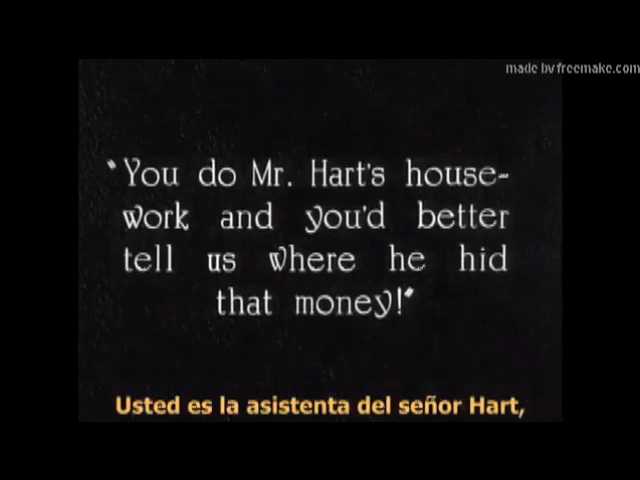 made by freemake.com
"You do Mr. Hart's house-
work and you'd better
tell us where he hid
that money!"
Usted es la asistenta del señor Hart,